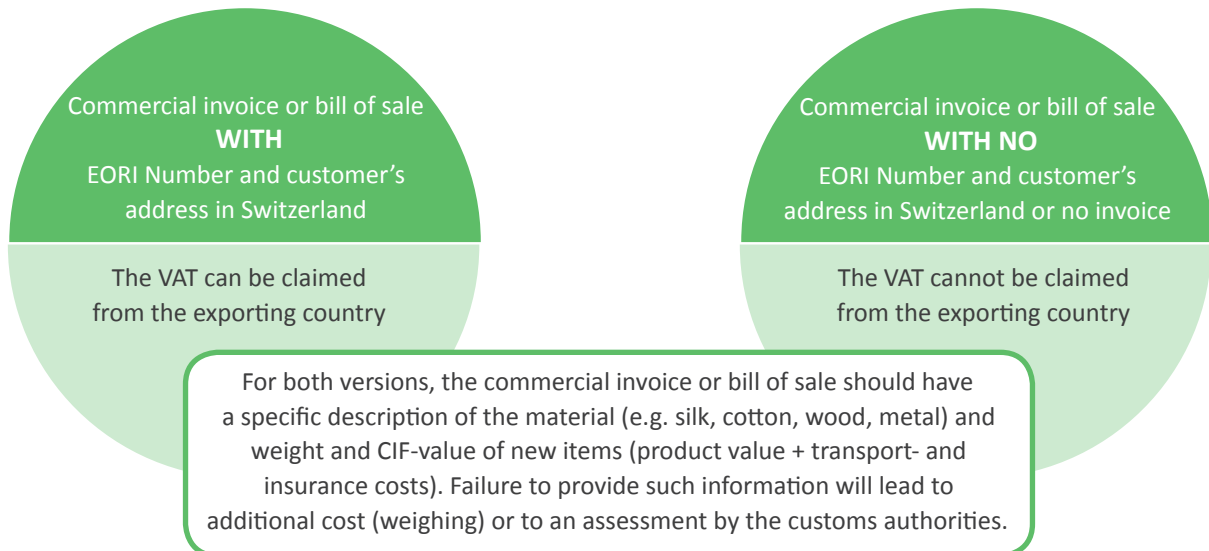 Commercial invoice or bill of sale
WITH
EORI Number and customer’s
address in Switzerland
The VAT can be claimed
from the exporting country
Commercial invoice or bill of sale
WITH NO
EORI Number and customer’s
address in Switzerland or no invoice
The VAT cannot be claimed
from the exporting country
For both versions, the commercial invoice or bill of sale should have
a specific description of the material (e.g. silk, cotton, wood, metal) and
weight and CIF-value of new items (product value + transport- and
insurance costs). Failure to provide such information will lead to
additional cost (weighing) or to an assessment by the customs authorities.